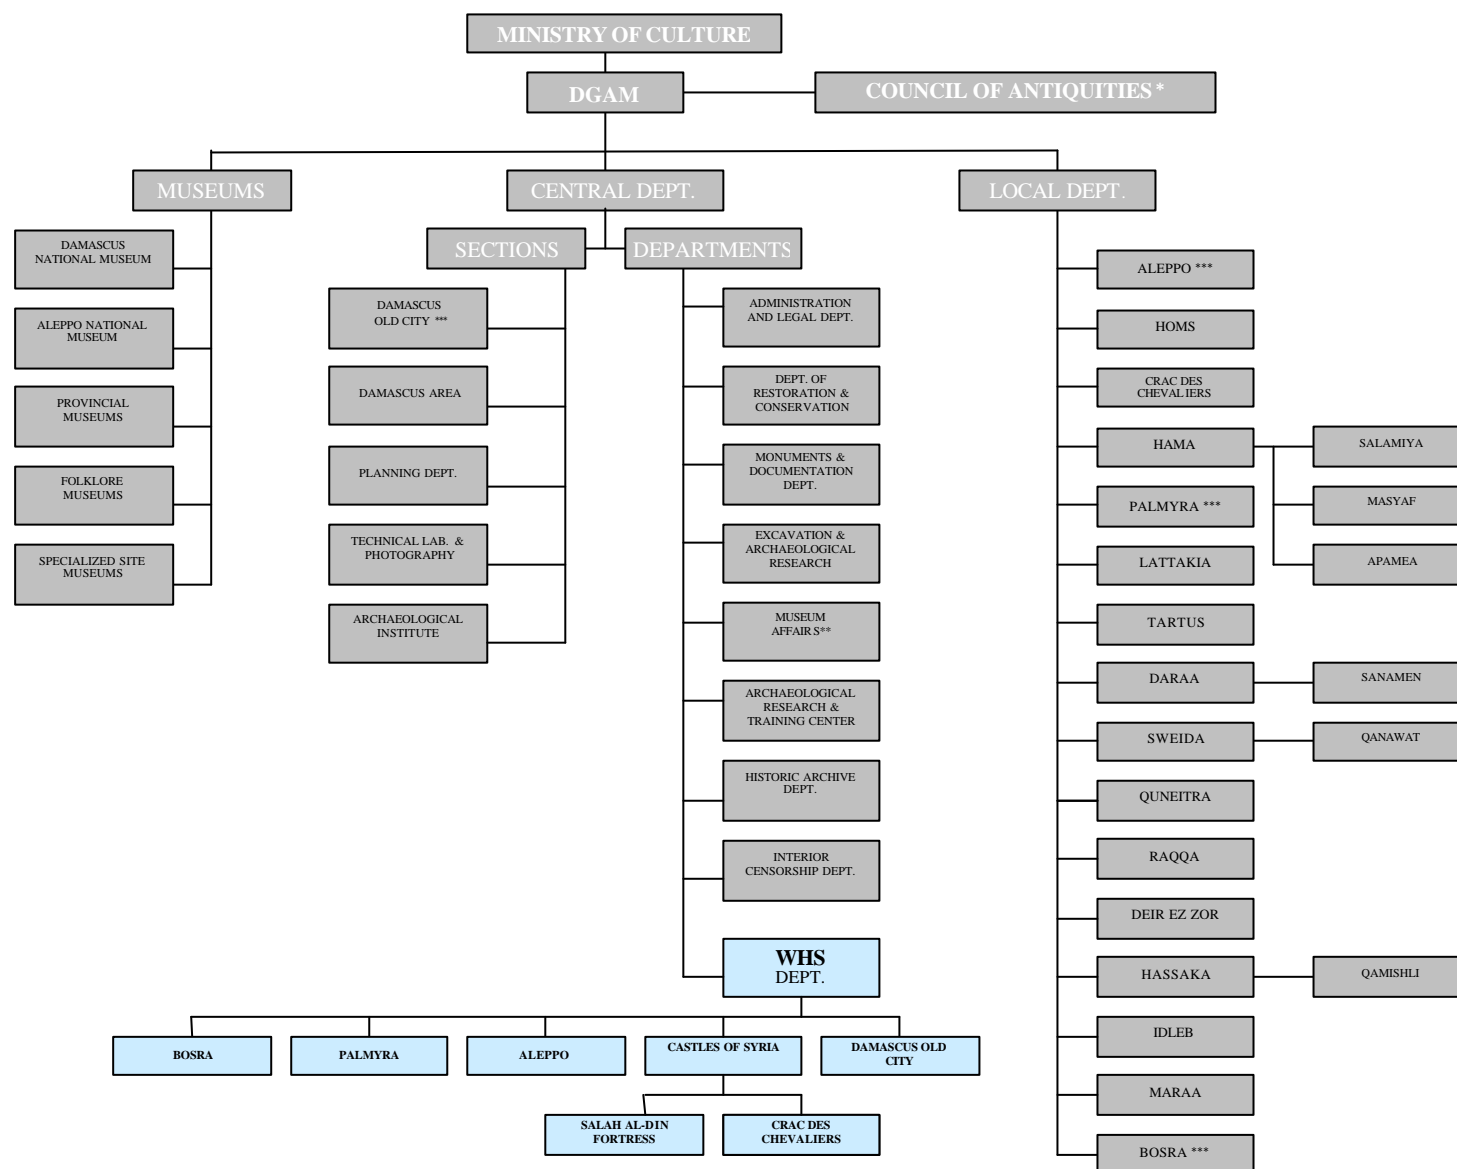 MINISTRY OF CULTURE
DGAM
COUNCIL OF ANTIQUITIES *
MUSEUMS
CENTRAL DEPT.
LOCAL DEPT.
SECTIONS
DEPARTMENTS
DAMASCUS
NATIONAL MUSEUM
ALEPPO NATIONAL
MUSEUM
PROVINCIAL
MUSEUMS
FOLKLORE
MUSEUMS
SPECIALIZED SITE
MUSEUMS
DAMASCUS
OLD CITY ***
DAMASCUS AREA
PLANNING DEPT.
TECHNICAL LAB. &
PHOTOGRAPHY
ARCHAEOLOGICAL
INSTITUTE
ADMINISTRATION
AND LEGAL DEPT.
DEPT. OF
RESTORATION &
CONSERVATION
MONUMENTS &
DOCUMENTATION
DEPT.
EXCAVATION &
ARCHAEOLOGICAL
RESEARCH
MUSEUM
AFFAIRS**
ARCHAEOLOGICAL
RESEARCH &
TRAINING CENTER
HISTORIC ARCHIVE
DEPT.
INTERIOR
CENSORSHIP DEPT.
WHS
DEPT.
BOSRA
PALMYRA
ALEPPO
CASTLES OF SYRIA
DAMASCUS OLD
CITY
SALAH AL-DIN
FORTRESS
CRAC DES
CHEVALIERS
ALEPPO ***
HOMS
CRAC DES
CHEVALIERS
HAMA
SALAMIYA
MASYAF
APAMEA
PALMYRA ***
LATTAKIA
TARTUS
DARAA
SANAMEN
SWEIDA
QANAWAT
QUNEITRA
RAQQA
DEIR EZ ZOR
HASSAKA
QAMISHLI
IDLEB
MARAA
BOSRA ***